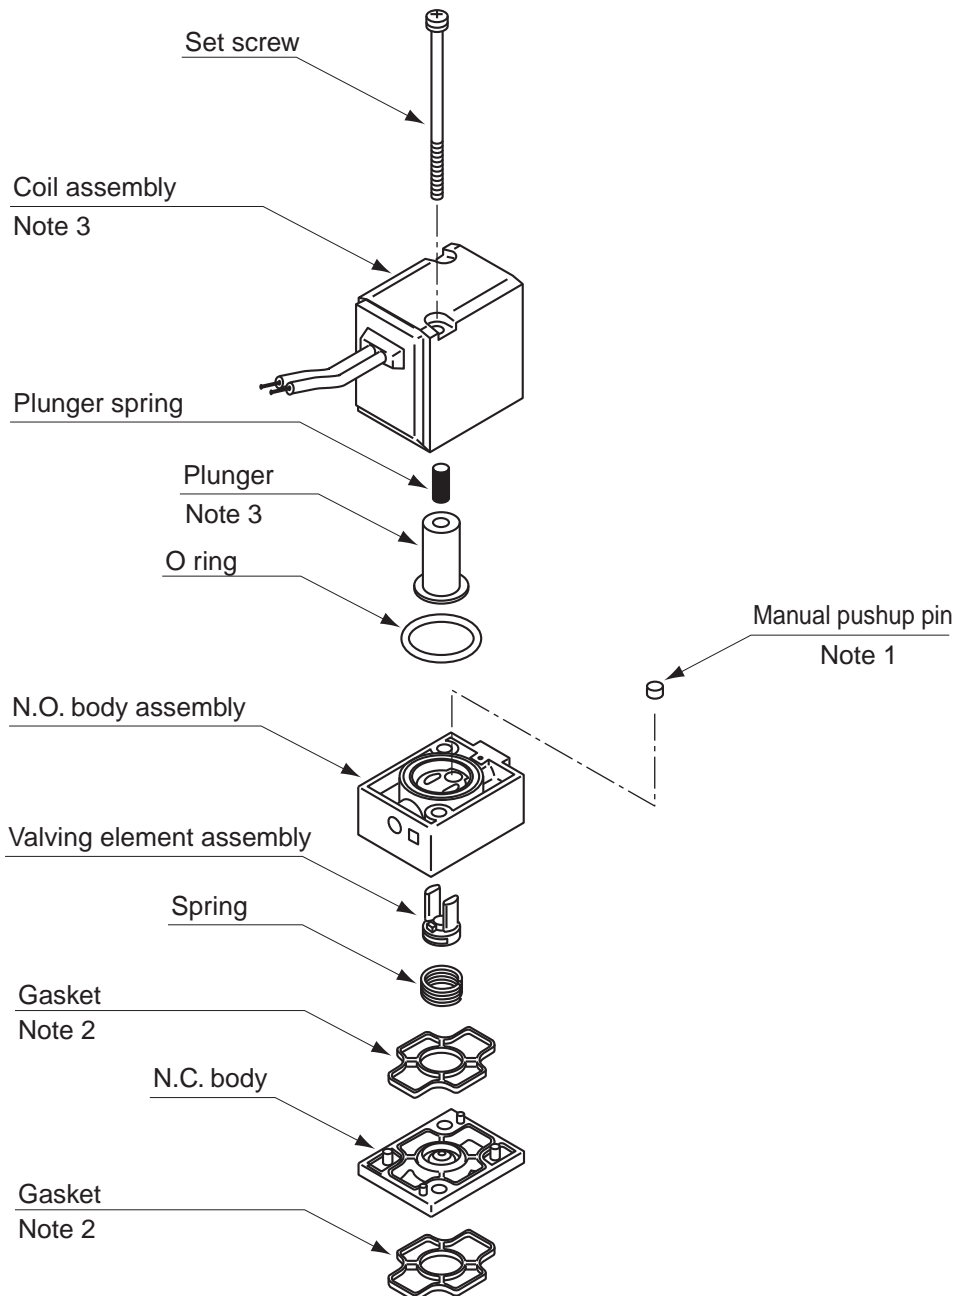 Set screw
Coil assembly
Note 3
Plunger spring
Plunger
Note 3
O ring
Manual pushup pin
Note 1
N.O. body assembly
Valving element assembly
Spring
Gasket
Note 2
N.C. body
Gasket
Note 2